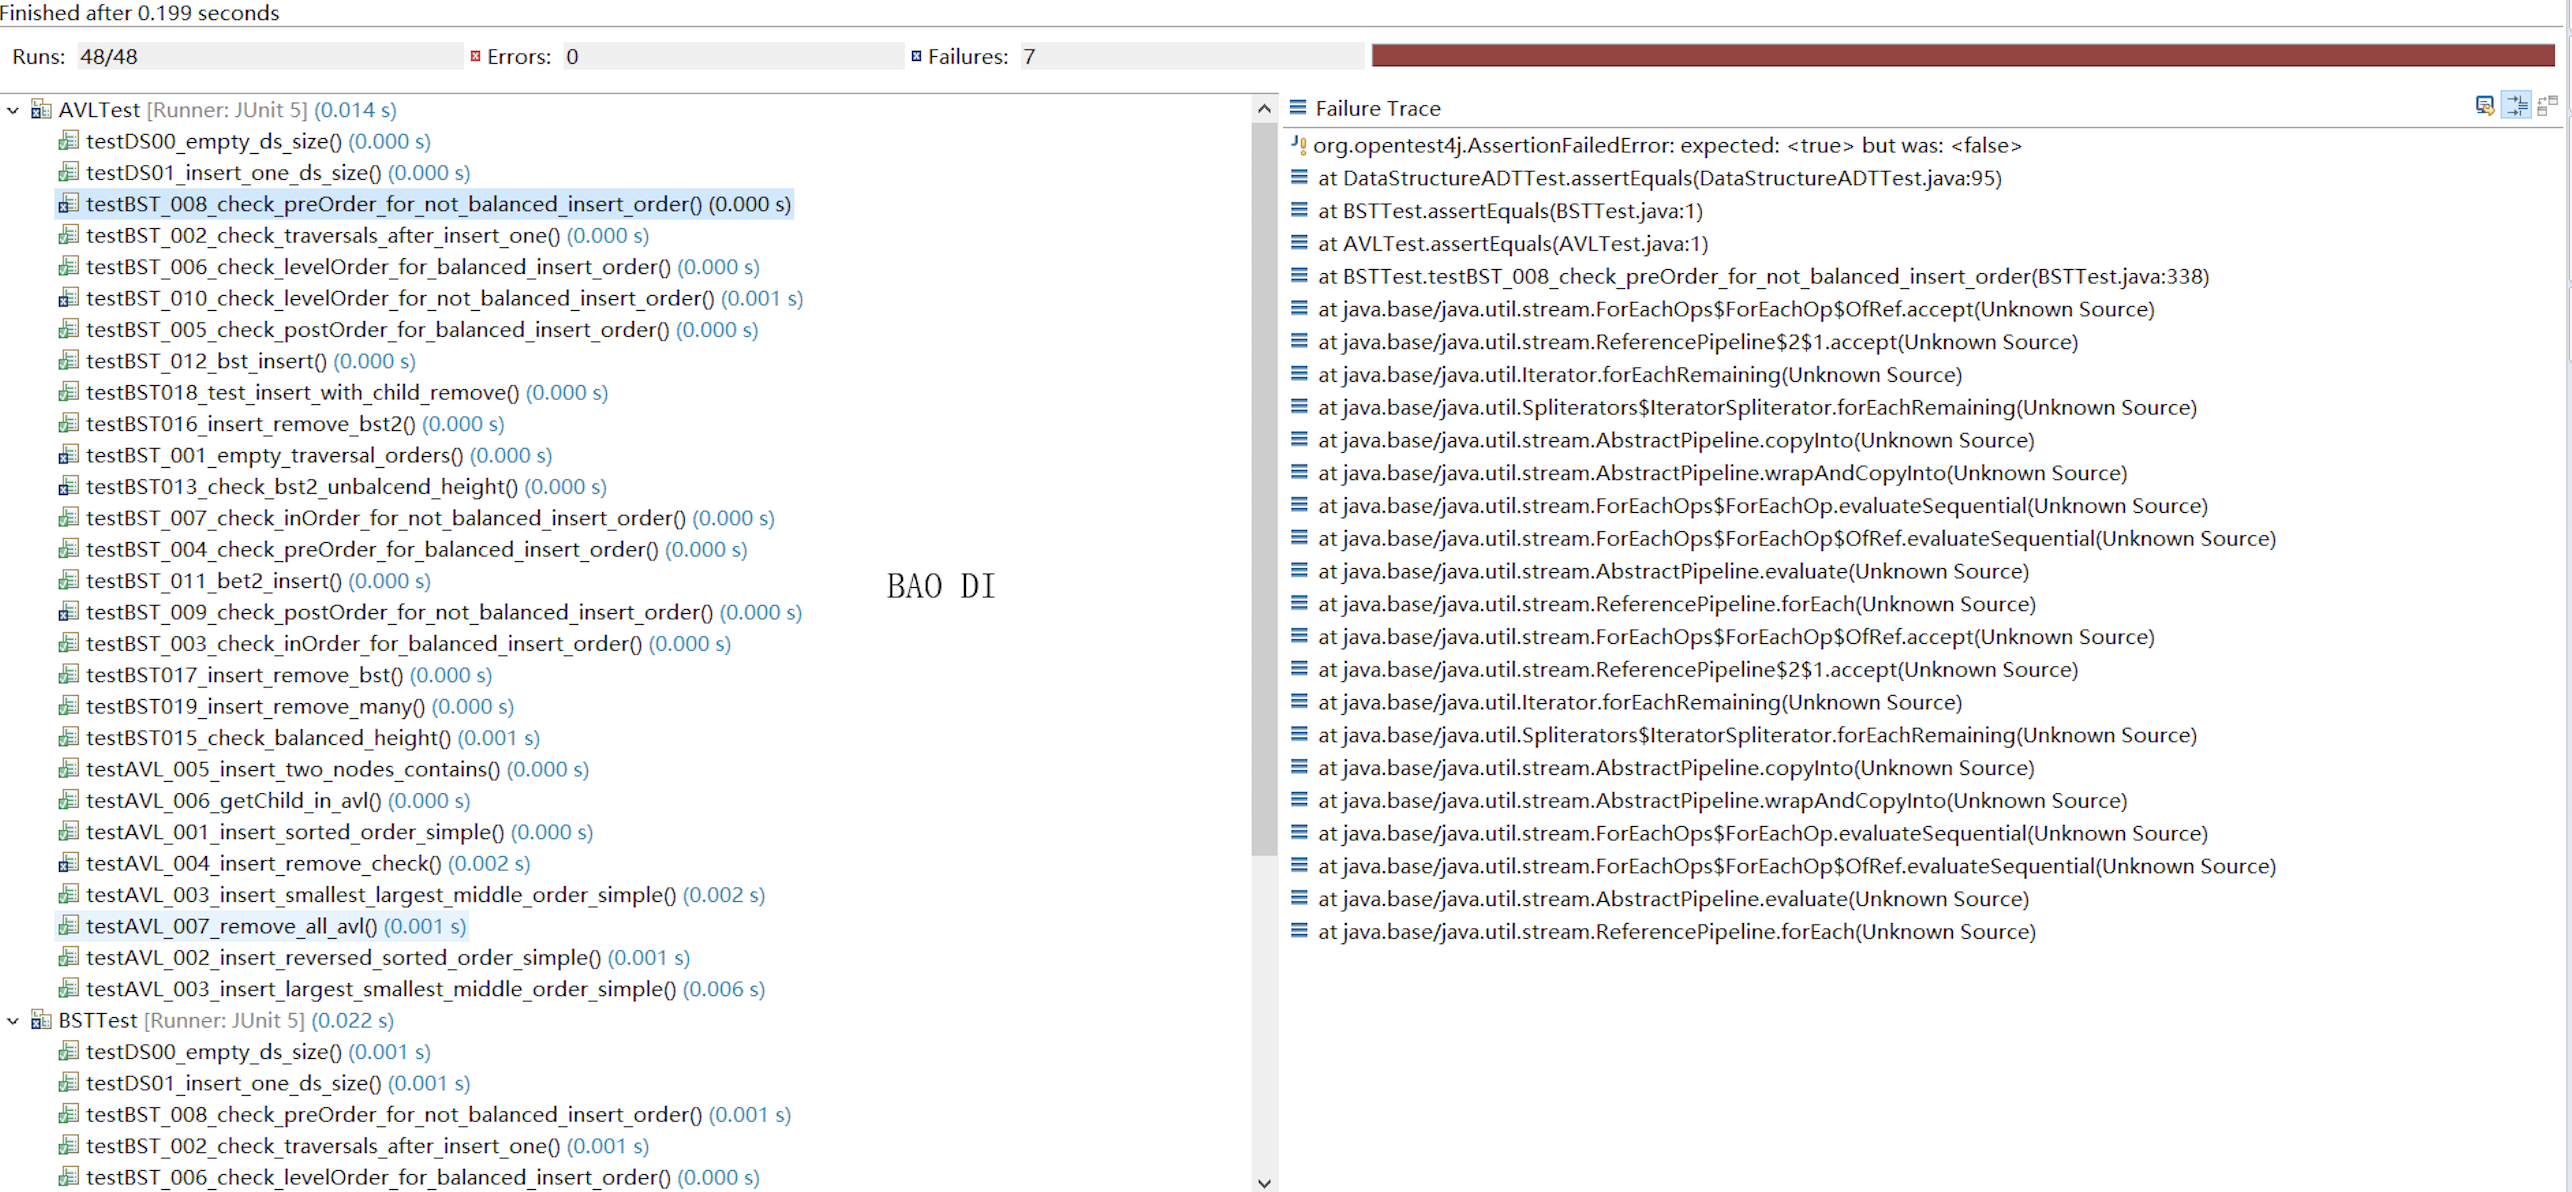 Finished after 0.199 seconds
Runs: 48/48 Errors: 0 Failures: 7
AVLTest [Runner: JUnit 5] (0.014 s)
testDS00_empty_ds_size() (0.000 s)
testDS01_insert_one_ds_size() (0.000 s)
testBST_008_check_preOrder_for_not_balanced_insert_order() (0.000 s)
testBST_002_check_traversals_after_insert_one() (0.000 s)
testBST_006_check_levelOrder_for_balanced_insert_order() (0.000 s)
testBST_010_check_levelOrder_for_not_balanced_insert_order() (0.001 s)
testBST_005_check_postOrder_for_balanced_insert_order() (0.000 s)
testBST_012_bst_insert() (0.000 s)
testBST018_test_insert_with_child_remove() (0.000 s)
testBST016_insert_remove_bst2() (0.000 s)
testBST_001_empty_traversal_orders() (0.000 s)
testBST013_check_bst2_unbalcend_height() (0.000 s)
testBST_007_check_inOrder_for_not_balanced_insert_order() (0.000 s)
testBST_004_check_preOrder_for_balanced_insert_order() (0.000 s)
testBST_011_bet2_insert() (0.000 s)
testBST_009_check_postOrder_for_not_balanced_insert_order() (0.000 s)
testBST_003_check_inOrder_for_balanced_insert_order() (0.000 s)
testBST017_insert_remove_bst() (0.000 s)
testBST019_insert_remove_many() (0.000 s)
testBST015_check_balanced_height() (0.001 s)
testAVL_005_insert_two_nodes_contains() (0.000 s)
testAVL_006_getChild_in_avl() (0.000 s)
testAVL_001_insert_sorted_order_simple() (0.000 s)
testAVL_004_insert_remove_check() (0.002 s)
testAVL_003_insert_smallest_largest_middle_order_simple() (0.002 s)
testAVL_007_remove_all_avl() (0.001 s)
testAVL_002_insert_reversed_sorted_order_simple() (0.001 s)
testAVL_003_insert_largest_smallest_middle_order_simple() (0.006 s)
BSTTest [Runner: JUnit 5] (0.022 s)
testDS00_empty_ds_size() (0.001 s)
testDS01_insert_one_ds_size() (0.001 s)
testBST_008_check_preOrder_for_not_balanced_insert_order() (0.001 s)
testBST_002_check_traversals_after_insert_one() (0.001 s)
testBST_006_check_levelOrder_for_balanced_insert_order() (0.000 s)
BAO DI
Failure Trace
org.opentest4j.AssertionFailedError: expected: <true> but was: <false>
at DataStructureADTTest.assertEquals(DataStructureADTTest.java:95)
at BSTTest.assertEquals(BSTTest.java:1)
at AVLTest.assertEquals(AVLTest.java:1)
at BSTTest.testBST_008_check_preOrder_for_not_balanced_insert_order(BSTTest.java:338)
at java.base/java.util.stream.ForEachOps$ForEachOp$OfRef.accept(Unknown Source)
at java.base/java.util.stream.ReferencePipeline$2$1.accept(Unknown Source)
at java.base/java.util.Iterator.forEachRemaining(Unknown Source)
at java.base/java.util.Spliterators$IteratorSpliterator.forEachRemaining(Unknown Source)
at java.base/java.util.stream.AbstractPipeline.copyInto(Unknown Source)
at java.base/java.util.stream.AbstractPipeline.wrapAndCopyInto(Unknown Source)
at java.base/java.util.stream.ForEachOps$ForEachOp.evaluateSequential(Unknown Source)
at java.base/java.util.stream.ForEachOps$ForEachOp$OfRef.evaluateSequential(Unknown Source)
at java.base/java.util.stream.AbstractPipeline.evaluate(Unknown Source)
at java.base/java.util.stream.ReferencePipeline.forEach(Unknown Source)
at java.base/java.util.stream.ForEachOps$ForEachOp$OfRef.accept(Unknown Source)
at java.base/java.util.stream.ReferencePipeline$2$1.accept(Unknown Source)
at java.base/java.util.Iterator.forEachRemaining(Unknown Source)
at java.base/java.util.Spliterators$IteratorSpliterator.forEachRemaining(Unknown Source)
at java.base/java.util.stream.AbstractPipeline.copyInto(Unknown Source)
at java.base/java.util.stream.AbstractPipeline.wrapAndCopyInto(Unknown Source)
at java.base/java.util.stream.ForEachOps$ForEachOp.evaluateSequential(Unknown Source)
at java.base/java.util.stream.ForEachOps$ForEachOp$OfRef.evaluateSequential(Unknown Source)
at java.base/java.util.stream.AbstractPipeline.evaluate(Unknown Source)
at java.base/java.util.stream.ReferencePipeline.forEach(Unknown Source)